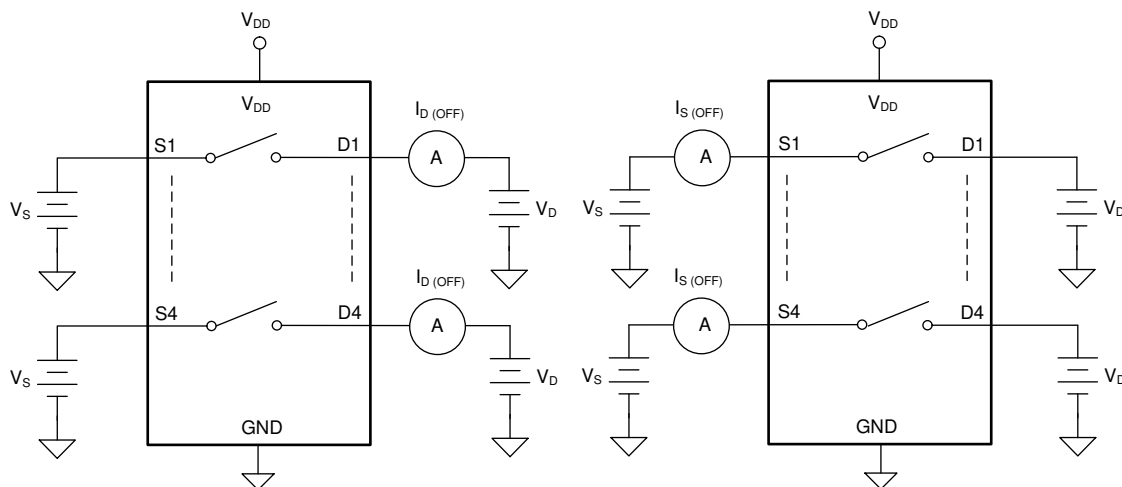 VDD
VDD
ID (OFF)
S1
D1
A
VS
VD
ID (OFF)
S4
D4
A
VS
VD
GND
VDD
VDD
IS (OFF)
A
S1
D1
VS
VD
IS (OFF)
A
S4
D4
VS
VD
GND